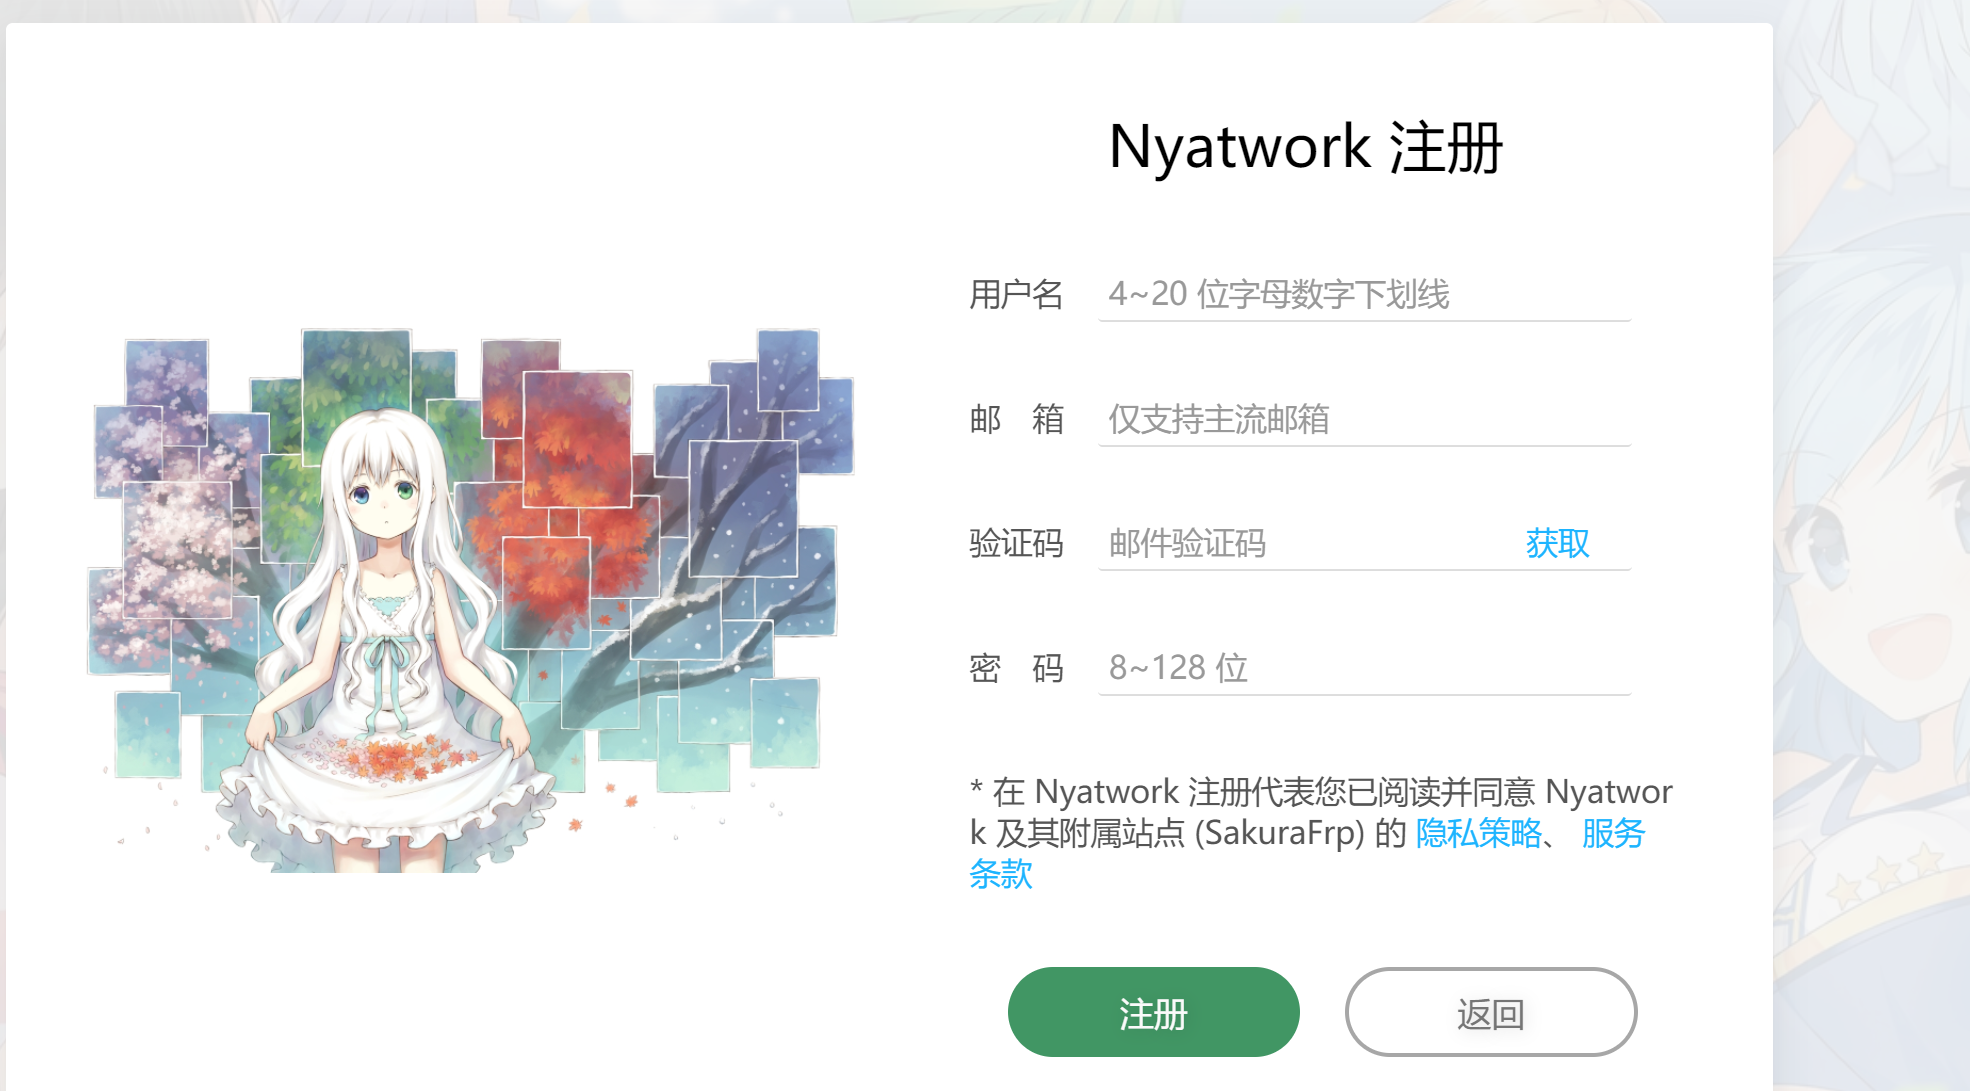 Nyatwork 注册
用户名 4~20 位字母数字下划线
邮 箱 仅支持主流邮箱
验证码 邮件验证码 获取
密 码 8~128 位
* 在 Nyatwork 注册代表您已阅读并同意 Nyatwor
k 及其附属站点 (SakuraFrp) 的 隐私策略、 服务
条款
注册 返回